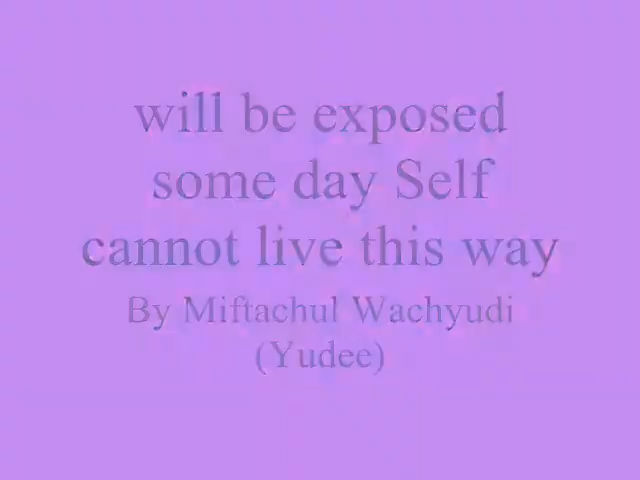 will be exposed
some day Self
cannot live this way
By Miftachul Wachyudi
(Yudee)